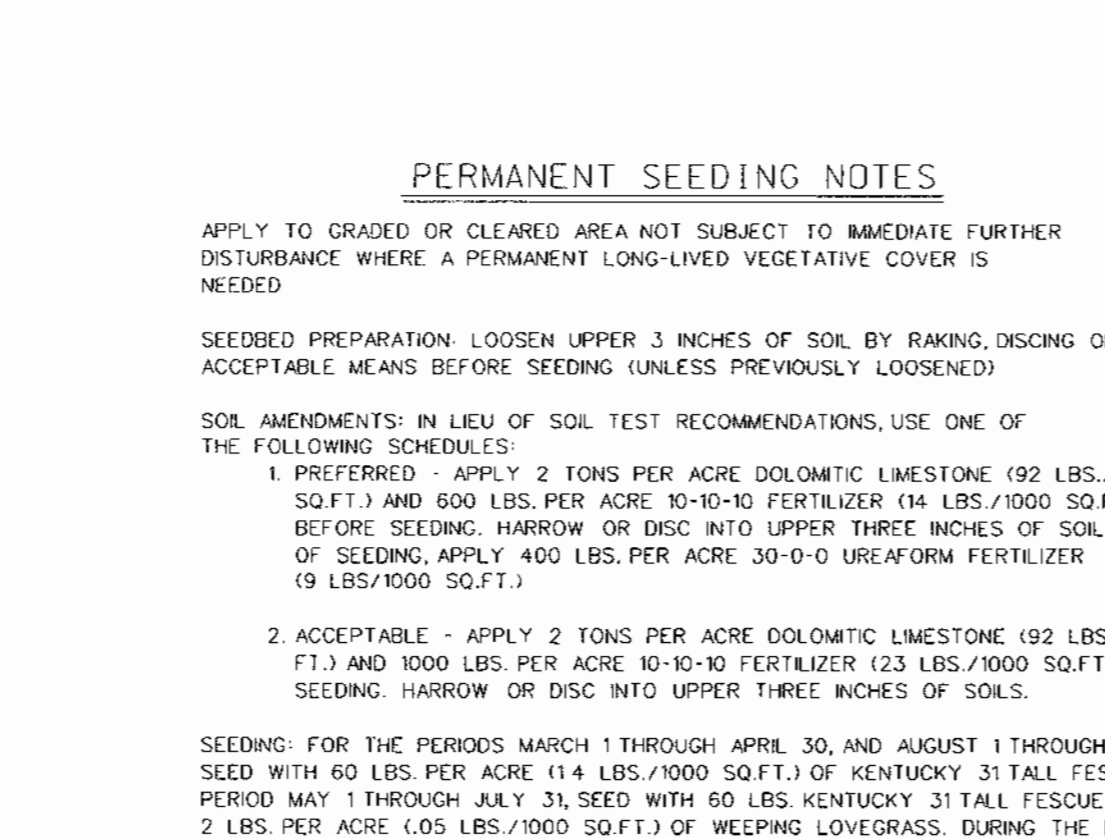 PERMANENT SEEDING NOTES
APPLY TO GRADED OR CLEARED AREA NOT SUBJECT TO IMMEDIATE FURTHER
DISTURBANCE WHERE A PERMANENT LONG-LIVED VEGETATIVE COVER IS
NEEDED
SEEDBED PREPARATION: LOOSEN UPPER 3 INCHES OF SOIL BY RAKING, DISCING
ACCEPTABLE MEANS BEFORE SEEDING (UNLESS PREVIOUSLY LOOSENED)
SOIL AMENDMENTS: IN LIEU OF SOIL TEST RECOMMENDATIONS, USE ONE OF
THE FOLLOWING SCHEDULES:
1. PREFERRED - APPLY 2 TONS PER ACRE DOLOMITIC LIMESTONE (92 LBS.
SQ.FT.) AND 600 LBS. PER ACRE 10-10-10 FERTILIZER (14 LBS./1000 SQ.
BEFORE SEEDING. HARROW OR DISC INTO UPPER THREE INCHES OF SOIL
OF SEEDING, APPLY 400 LBS. PER ACRE 30-0-0 UREAFORM FERTILIZER
(9 LBS/1000 SQ.FT.)
2. ACCEPTABLE - APPLY 2 TONS PER ACRE DOLOMITIC LIMESTONE (92 LBS
FT.) AND 1000 LBS. PER ACRE 10-10-10 FERTILIZER (23 LBS./1000 SQ.FT
SEEDING. HARROW OR DISC INTO UPPER THREE INCHES OF SOILS.
SEEDING: FOR THE PERIODS MARCH 1 THROUGH APRIL 30, AND AUGUST 1 THROUGH
SEED WITH 60 LBS. PER ACRE (1.4 LBS./1000 SQ.FT.) OF KENTUCKY 31 TALL FES
PERIOD MAY 1 THROUGH JULY 31, SEED WITH 60 LBS. KENTUCKY 31 TALL FESCUE
2 LBS. PER ACRE (.05 LBS./1000 SQ.FT.) OF WEEPING LOVEGRASS. DURING THE